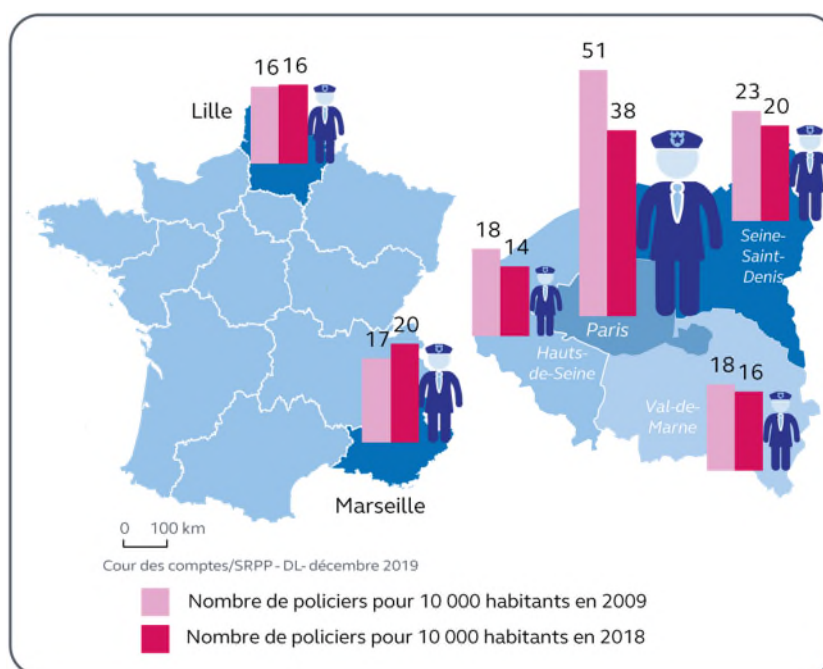 16 16
Lille
17 20
Marseille
0 100 km
51
38
23
20
18
14
Seine-
Saint-
Denis
Paris
Hauts-
de-Seine
18 16
Val-de-
Marne
Cour des comptes/SRPP - DL- décembre 2019
Nombre de policiers pour 10 000 habitants en 2009
Nombre de policiers pour 10 000 habitants en 2018